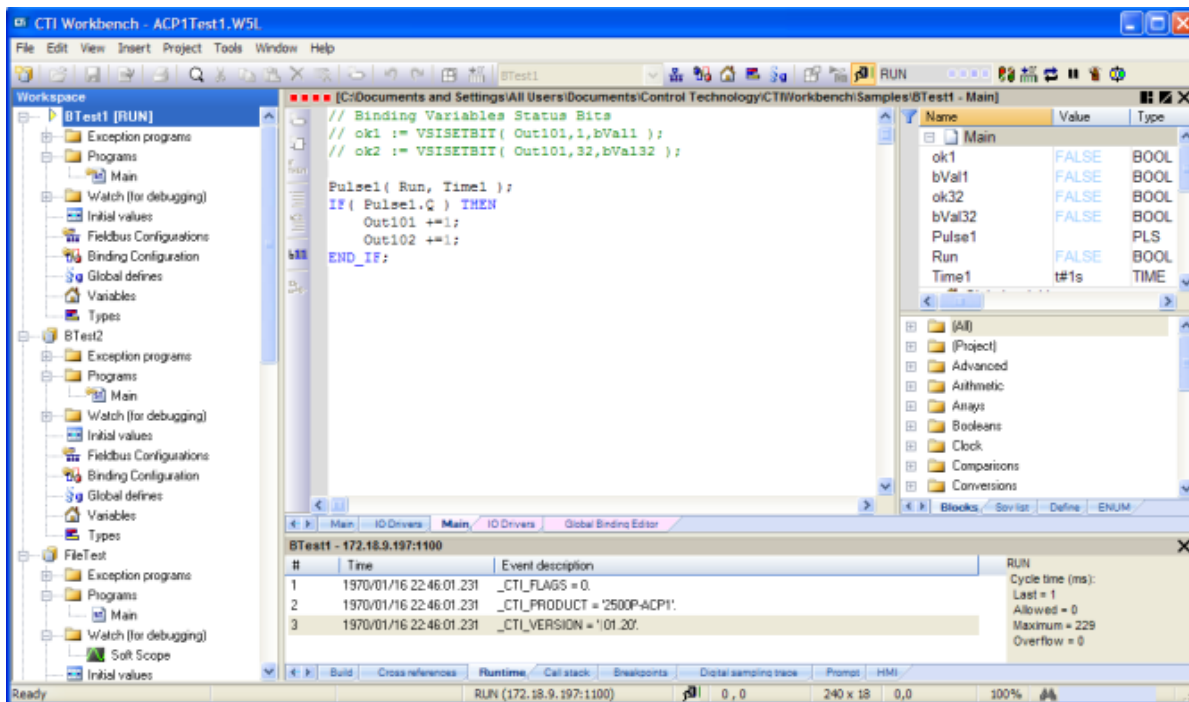 CTI Workbench - ACP1Test1.W5L
File Edit View Insert Project Tools Window Help
BTest1
RUN
Workspace
BTest1 [RUN]
Exception programs
Programs
Main
Watch (for debugging)
Initial values
Fieldbus Configurations
Binding Configuration
Global defines
Variables
Types
BTest2
Exception programs
Programs
Main
Watch (for debugging)
Initial values
Fieldbus Configurations
Binding Configuration
Global defines
Variables
Types
FileTest
Exception programs
Programs
Main
Watch (for debugging)
Soft Scope
Initial values
[C:\Documents and Settings\All Users\Documents\Control Technology\CTIWorkbench\Samples\BTest1 - Main]
// Binding Variables Status Bits
// ok1 := VSISETBIT( Out101,1,bVal1 );
// ok2 := VSISETBIT( Out101,32,bVal32 );
Pulse1( Run, Time1 );
IF( Pulse1.Q ) THEN
Out101 +=1;
Out102 +=1;
END_IF;
Main IO Drivers Main IO Drivers Global Binding Editor
Name Value Type
Main
ok1 FALSE BOOL
bVal1 FALSE BOOL
ok32 FALSE BOOL
bVal32 FALSE BOOL
Pulse1 PLS
Run FALSE BOOL
Time1 t#1s TIME
(All)
(Project)
Advanced
Arithmetic
Arrays
Booleans
Clock
Comparisons
Conversions
Blocks Spy list Define ENUM
BTest1 - 172.18.9.197:1100
# Time Event description
1 1970/01/16 22:46:01.231 _CTI_FLAGS = 0.
2 1970/01/16 22:46:01.231 _CTI_PRODUCT = '2500P-ACP1'.
3 1970/01/16 22:46:01.231 _CTI_VERSION = '|01.20'.
RUN
Cycle time (ms):
Last = 1
Allowed = 0
Maximum = 229
Overflow = 0
Build Cross references Runtime Call stack Breakpoints Digital sampling trace Prompt HMI
Ready RUN (172.18.9.197:1100) 0 , 0 240 x 18 0,0 100%